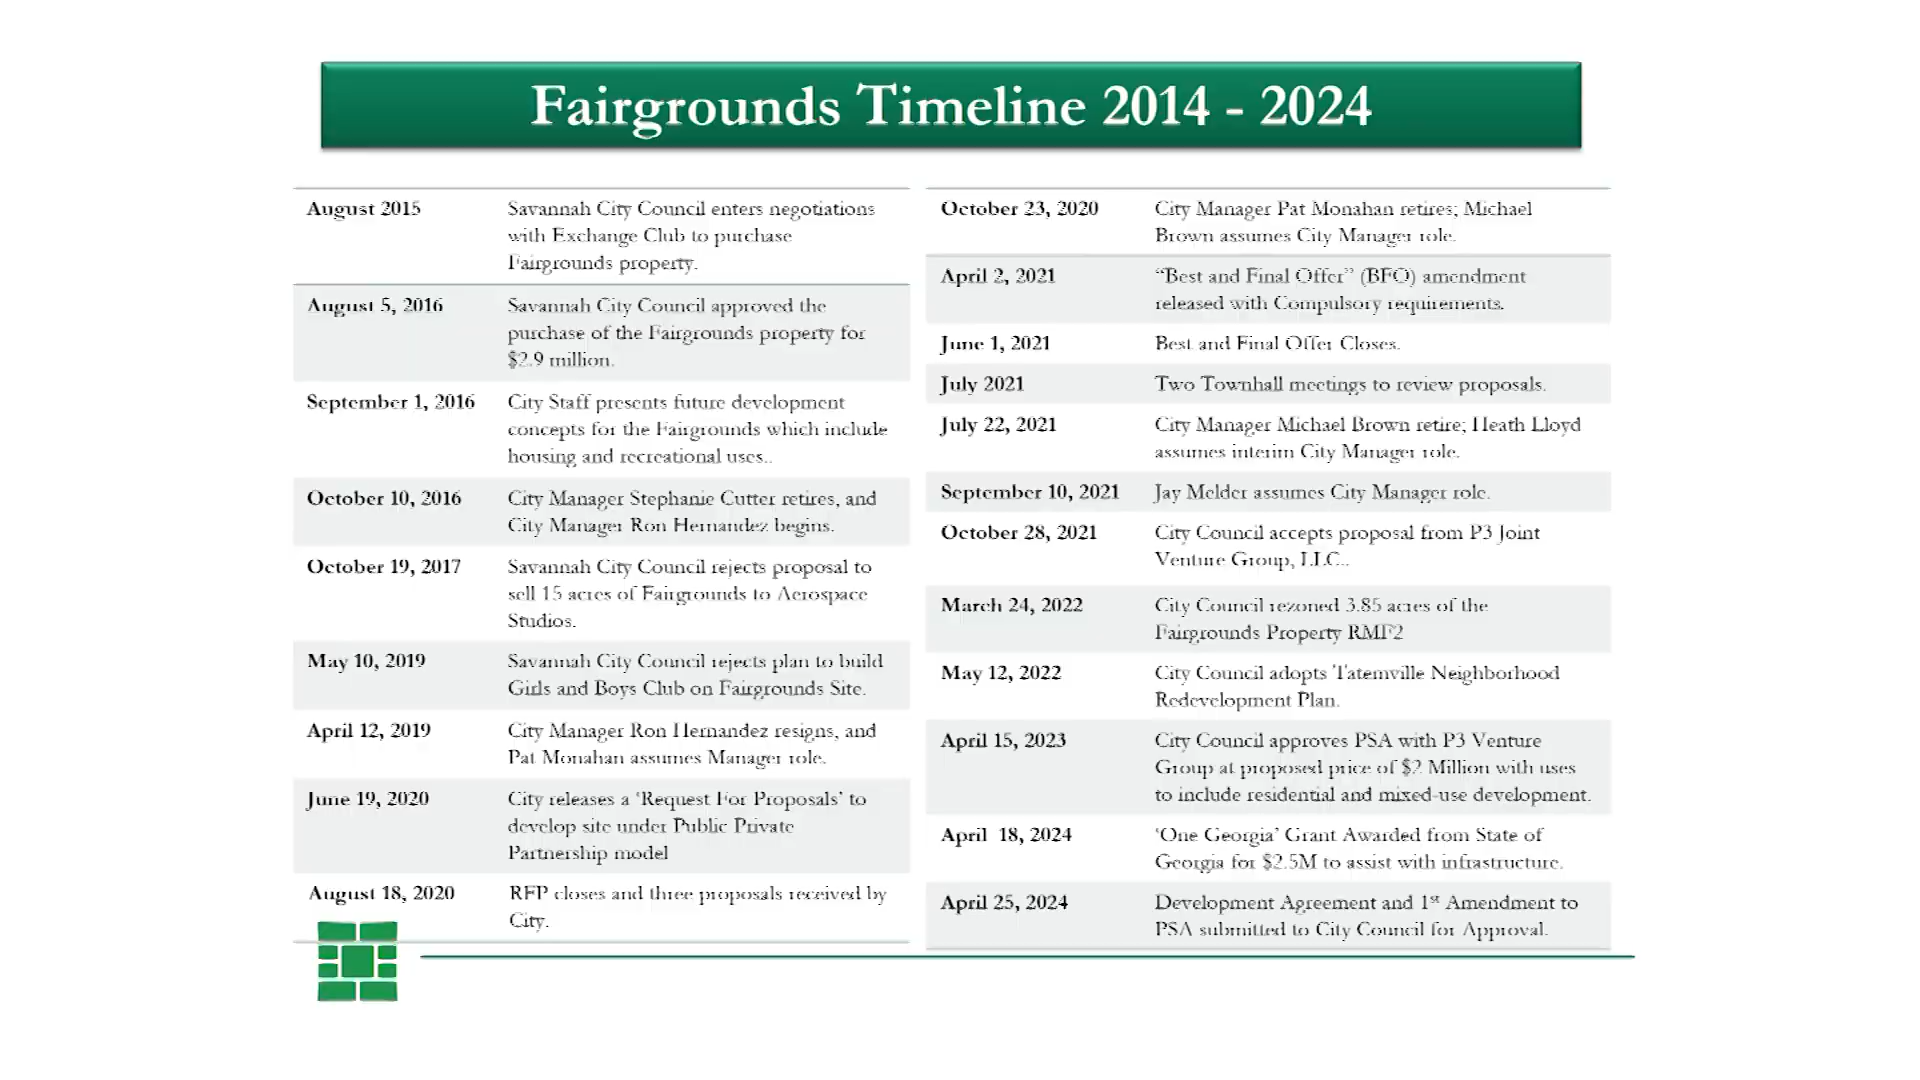 Fairgrounds Timeline 2014 - 2024
August 2015
Savannah City Council enters negotiations
with Exchange Club to purchase
Fairgrounds property.
August 5, 2016
Savannah City Council approved the
purchase of the Fairgrounds property for
$2.9 million.
September 1, 2016
City Staff presents future development
concepts for the Fairgrounds which include
housing and recreational uses..
October 10, 2016
City Manager Stephanie Cutter retires, and
City Manager Ron Hernandez begins.
October 19, 2017
Savannah City Council rejects proposal to
sell 15 acres of Fairgrounds to Aerospace
Studios.
May 10, 2019
Savannah City Council rejects plan to build
Girls and Boys Club on Fairgrounds Site.
April 12, 2019
City Manager Ron Hernandez resigns, and
Pat Monahan assumes Manager role.
June 19, 2020
City releases a ‘Request For Proposals’ to
develop site under Public Private
Partnership model
August 18, 2020
RFP closes and three proposals received by
City.
October 23, 2020
City Manager Pat Monahan retires; Michael
Brown assumes City Manager role.
April 2, 2021
“Best and Final Offer” (BFO) amendment
released with Compulsory requirements.
June 1, 2021
Best and Final Offer Closes.
July 2021
Two Townhall meetings to review proposals.
July 22, 2021
City Manager Michael Brown retire; Heath Lloyd
assumes interim City Manager role.
September 10, 2021
Jay Melder assumes City Manager role.
October 28, 2021
City Council accepts proposal from P3 Joint
Venture Group, LLC..
March 24, 2022
City Council rezoned 3.85 acres of the
Fairgrounds Property RMF2
May 12, 2022
City Council adopts Tatemville Neighborhood
Redevelopment Plan.
April 15, 2023
City Council approves PSA with P3 Venture
Group at proposed price of $2 Million with uses
to include residential and mixed-use development.
April 18, 2024
‘One Georgia’ Grant Awarded from State of
Georgia for $2.5M to assist with infrastructure.
April 25, 2024
Development Agreement and 1st Amendment to
PSA submitted to City Council for Approval.